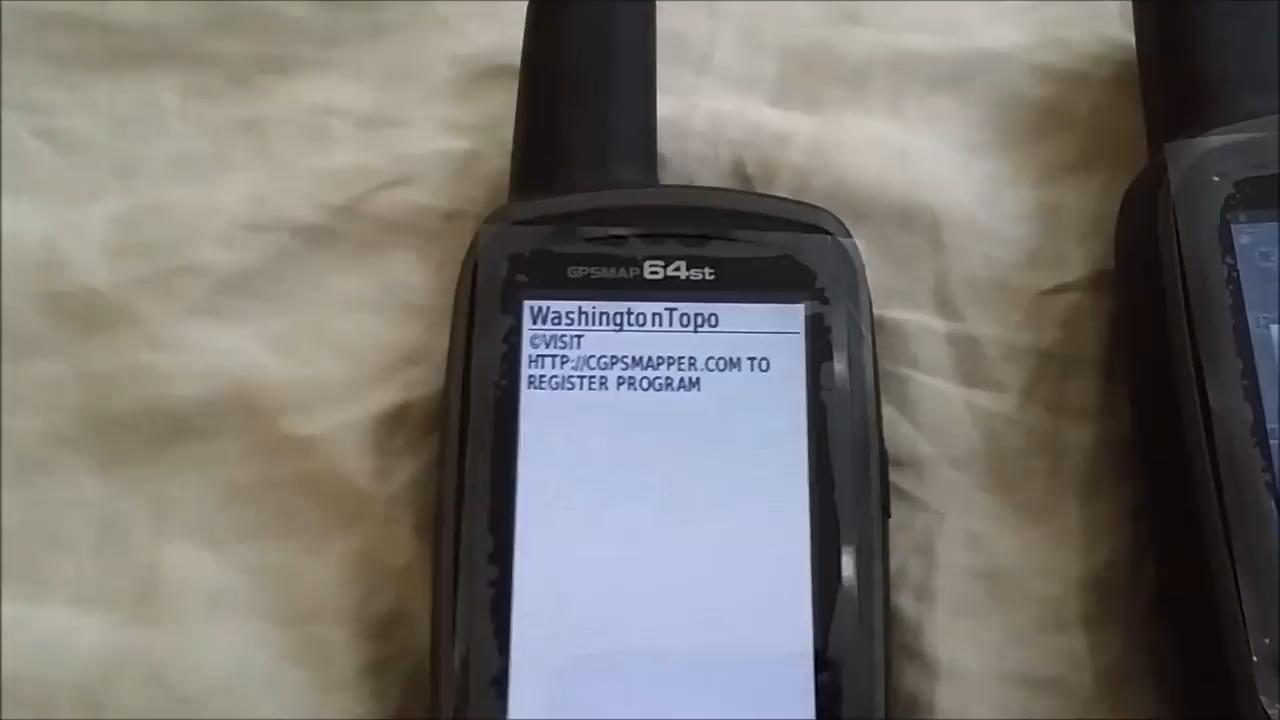 GPSMAP 64st
WashingtonTopo
©VISIT
HTTP://CGPSMAPPER.COM TO
REGISTER PROGRAM